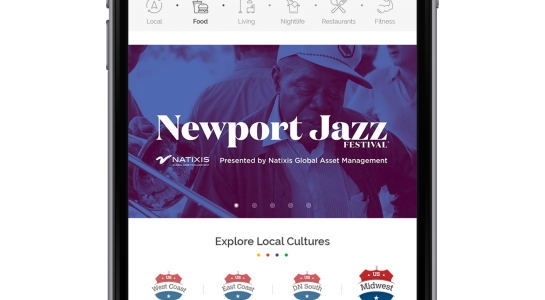 Local Food Living Nightlife Restaurants Fitness
Newport Jazz
FESTIVAL
NATIXIS Presented by Natixis Global Asset Management
Explore Local Cultures
US US US US
West Coast East Coast DN South Midwest